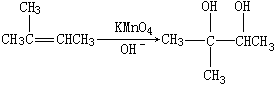 CH₃ OH OH
CH₃C=CHCH₃ KMnO₄ CH₃ C CHCH₃
OH⁻
CH₃